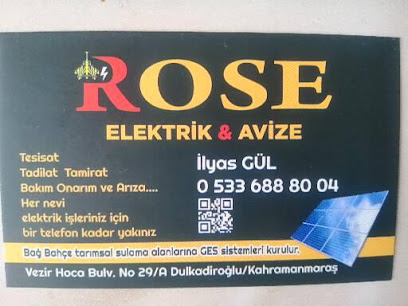 ROSE
ELEKTRİK & AVİZE
Tesisat
Tadilat Tamirat
Bakım Onarım ve Arıza....
Her nevi
elektrik işleriniz için
bir telefon kadar yakınız
İlyas GÜL
0 533 688 80 04
Bağ Bahçe tarımsal sulama alanlarına GES sistemleri kurulur.
Vezir Hoca Bulv. No 29/A Dulkadiroğlu/Kahramanmaraş